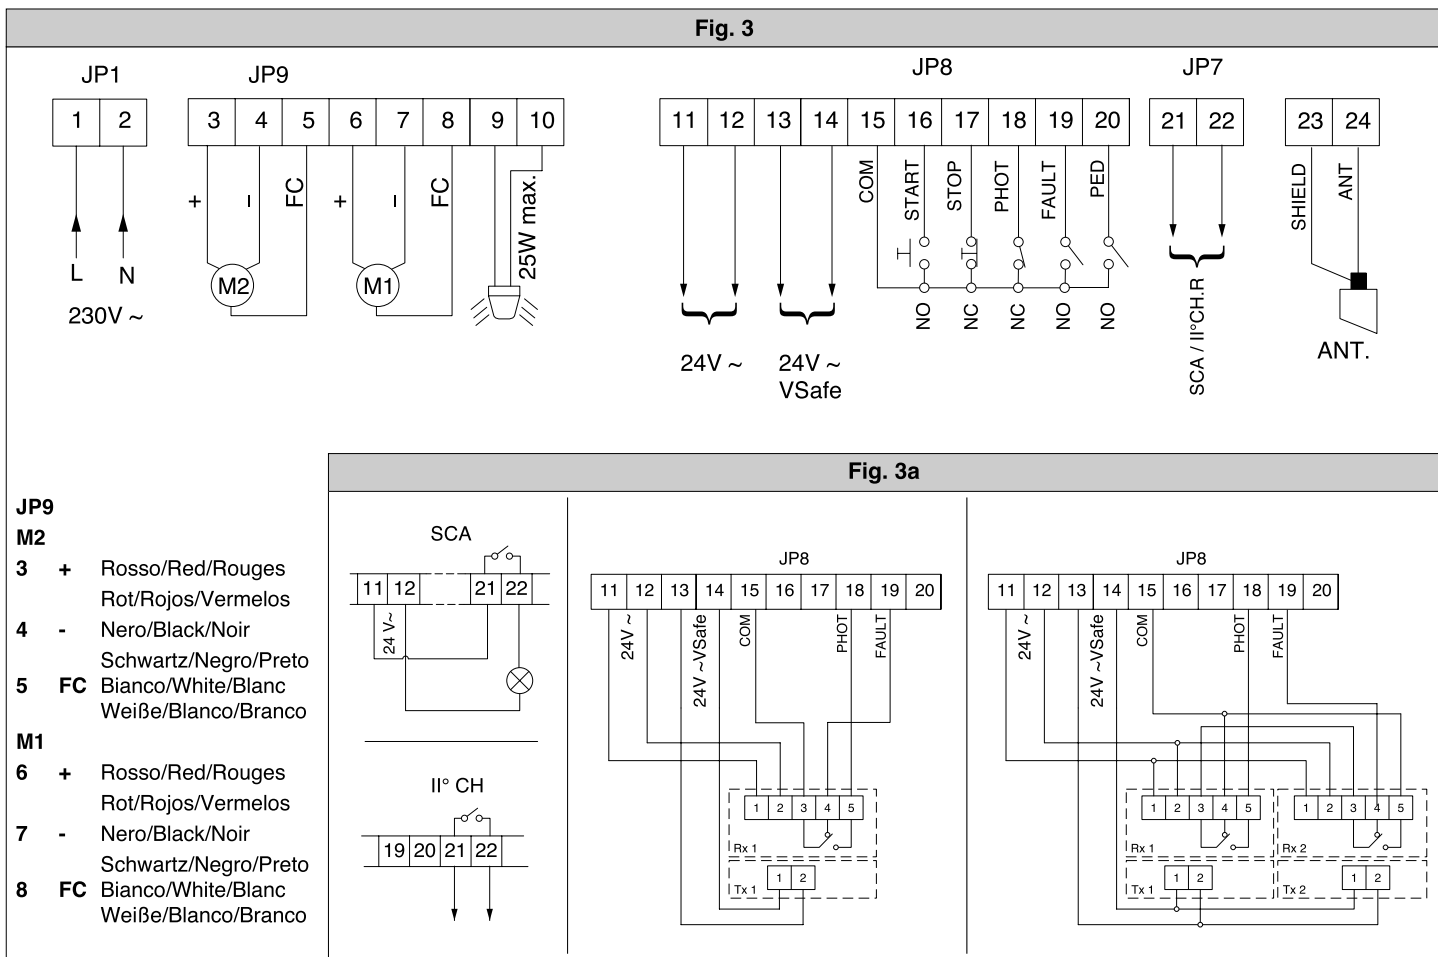 Fig. 3
JP1
JP9
JP8
JP7
1 2
3 4 5 6 7 8 9 10
11 12 13 14 15 16 17 18 19 20
21 22
23 24
+ - FC + - FC 25W max.
COM START STOP PHOT FAULT PED
SHIELD ANT
L N
M2 M1
230V ~
NO NC NC NO NO
24V ~
24V ~
VSafe
SCA / II°CH.R
ANT.
Fig. 3a
JP9
M2
3 + Rosso/Red/Rouges
Rot/Rojos/Vermelos
4 - Nero/Black/Noir
Schwartz/Negro/Preto
5 FC Bianco/White/Blanc
Weiße/Blanco/Branco
M1
6 + Rosso/Red/Rouges
Rot/Rojos/Vermelos
7 - Nero/Black/Noir
Schwartz/Negro/Preto
8 FC Bianco/White/Blanc
Weiße/Blanco/Branco
SCA
11 12 21 22
24 V~
II° CH
19 20 21 22
JP8
11 12 13 14 15 16 17 18 19 20
24V ~
24V ~VSafe
COM
PHOT
FAULT
1 2 3 4 5
Rx 1
1 2
Tx 1
JP8
11 12 13 14 15 16 17 18 19 20
24V ~
24V ~VSafe
COM
PHOT
FAULT
1 2 3 4 5
1 2 3 4 5
Rx 1
Rx 2
1 2
1 2
Tx 1
Tx 2